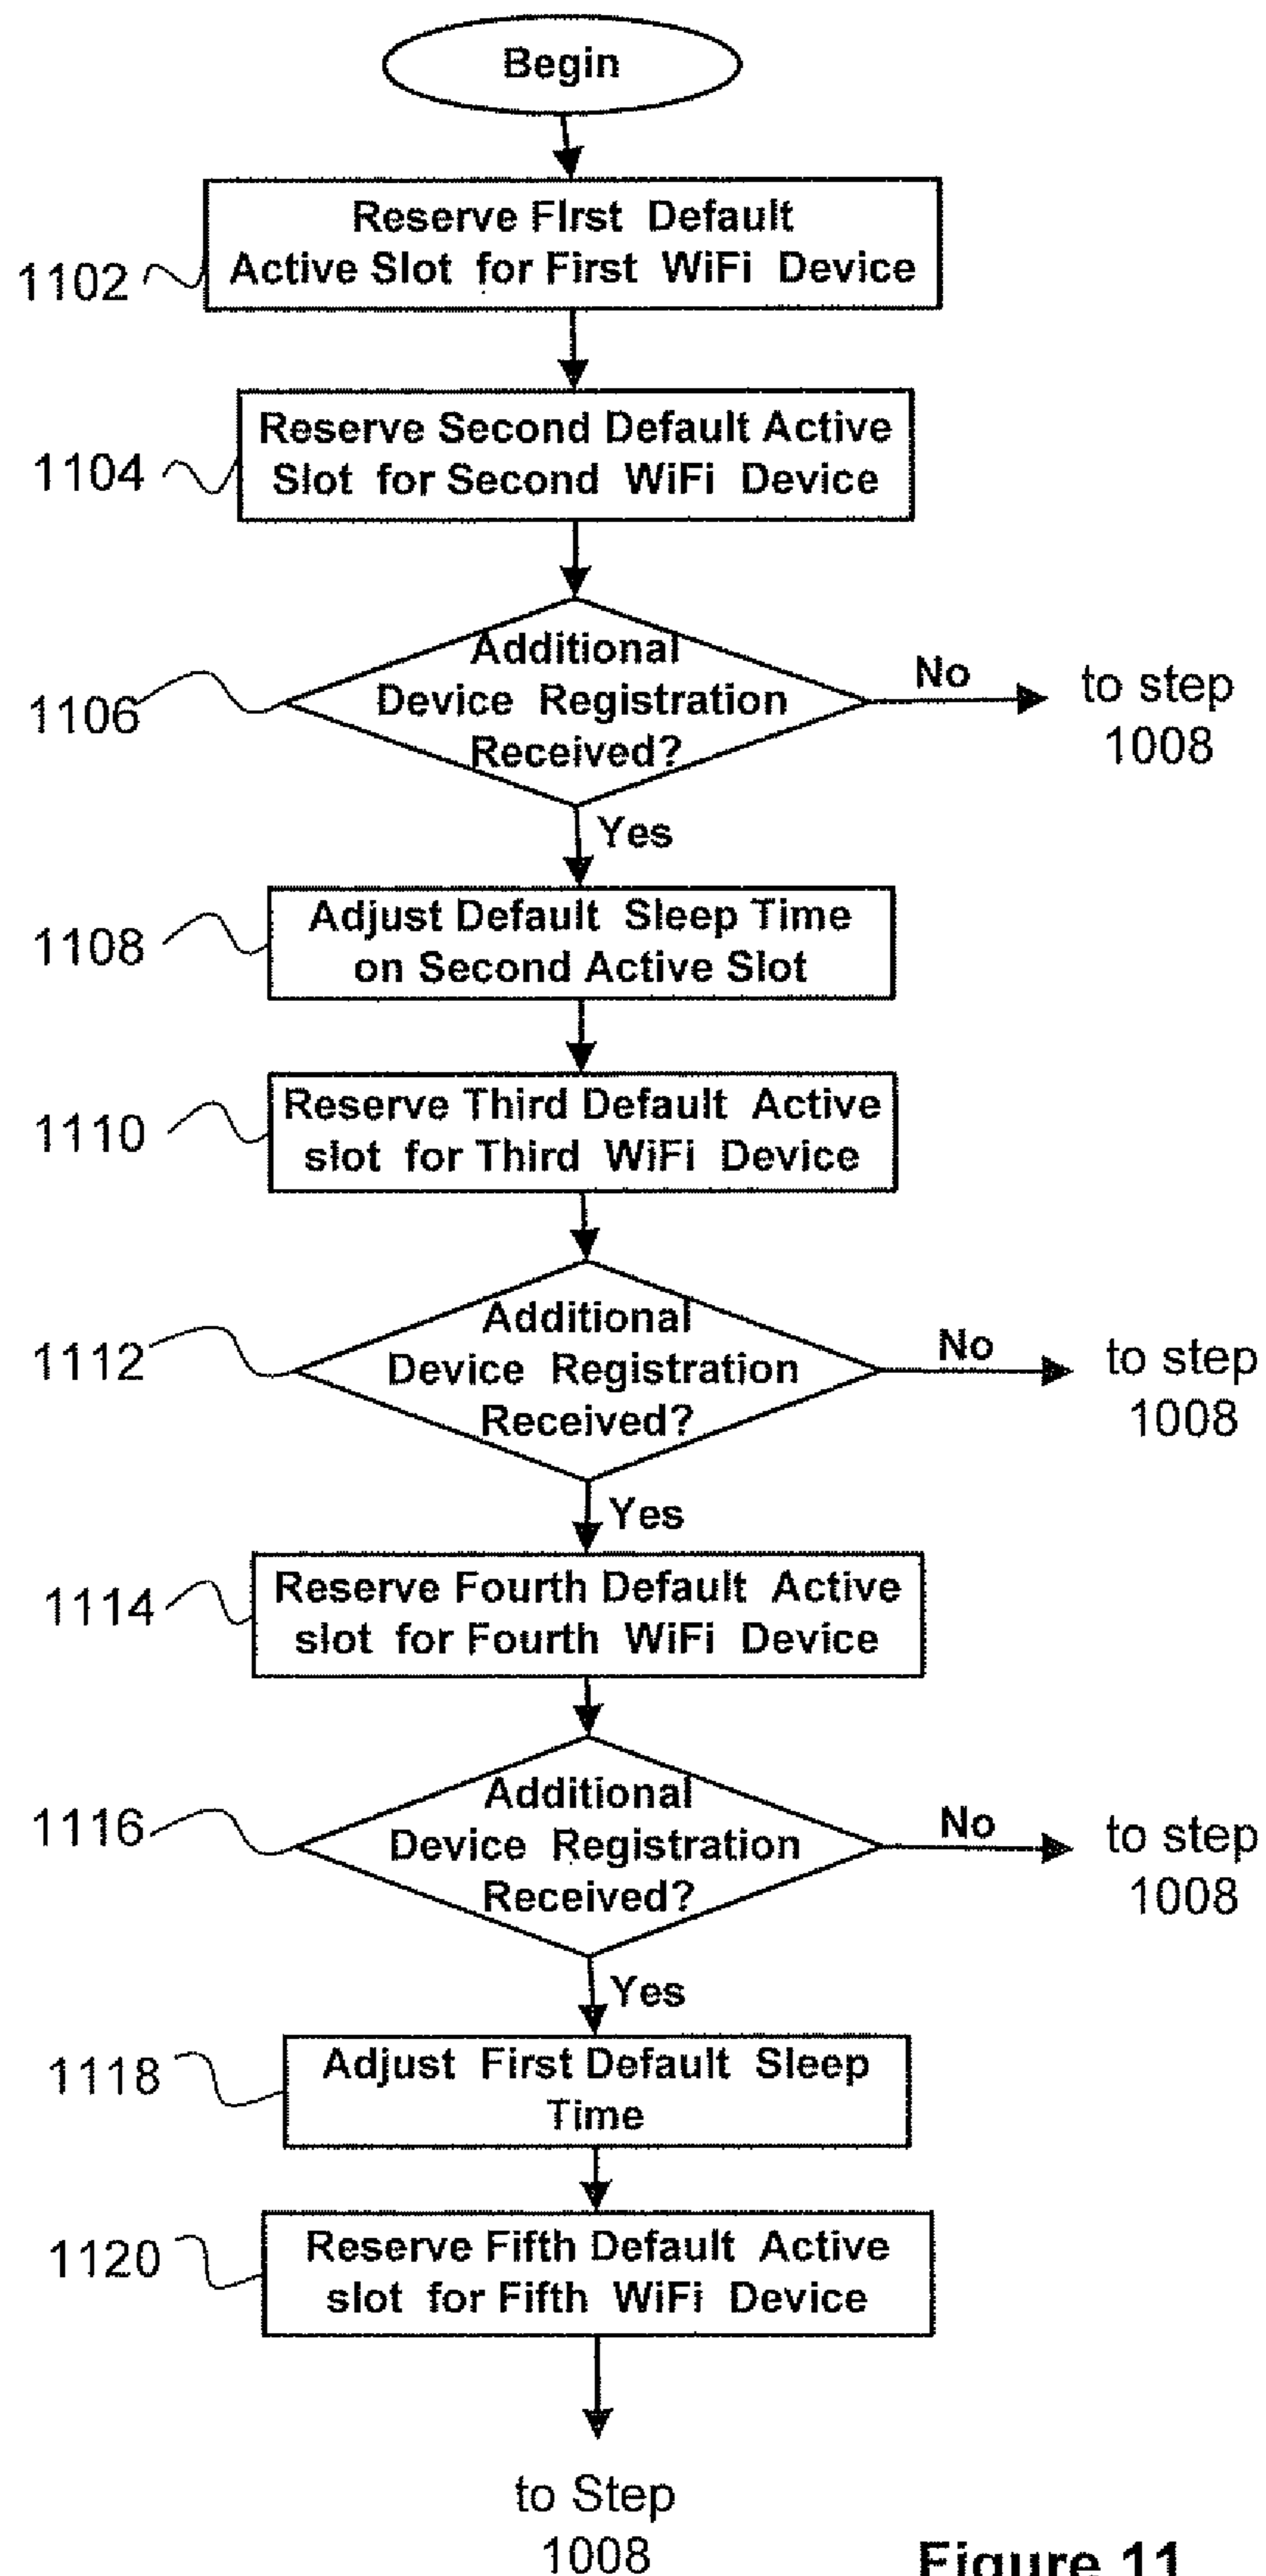 Begin
Reserve FIrst Default
Active Slot for First WiFi Device
1102
Reserve Second Default Active
Slot for Second WiFi Device
1104
Additional
Device Registration
Received?
1106
No
to step
1008
Yes
Adjust Default Sleep Time
on Second Active Slot
1108
Reserve Third Default Active
slot for Third WiFi Device
1110
Additional
Device Registration
Received?
1112
No
to step
1008
Yes
Reserve Fourth Default Active
slot for Fourth WiFi Device
1114
Additional
Device Registration
Received?
1116
No
to step
1008
Yes
Adjust First Default Sleep
Time
1118
Reserve Fifth Default Active
slot for Fifth WiFi Device
1120
to Step
1008
Figure 11